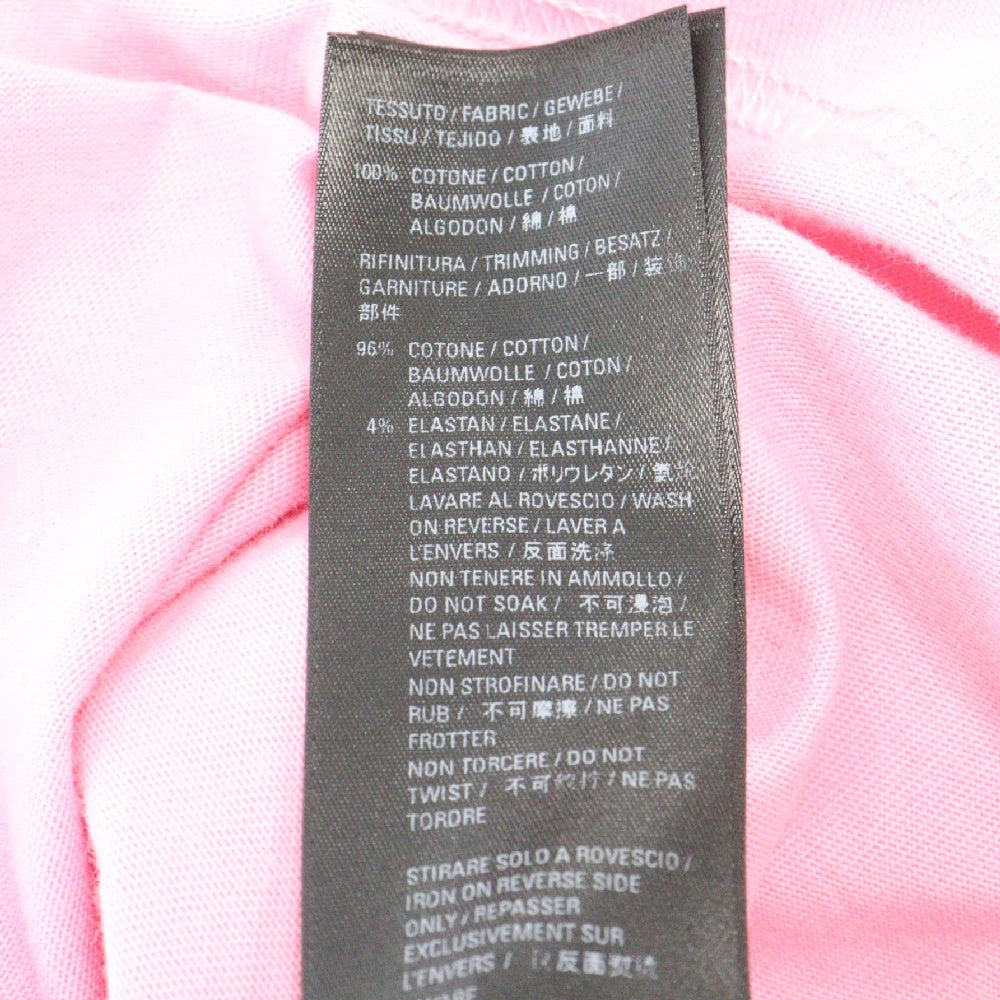 TESSUTO / FABRIC / GEWEBE /
TISSU / TEJIDO / 表地 / 面料
100% COTONE / COTTON /
BAUMWOLLE / COTON /
ALGODON / 綿 / 棉
RIFINITURA / TRIMMING / BESATZ /
GARNITURE / ADORNO / 一部 / 装饰
部件
96% COTONE / COTTON /
BAUMWOLLE / COTON /
ALGODON / 綿 / 棉
4% ELASTAN / ELASTANE /
ELASTHAN / ELASTHANNE /
ELASTANO / ポリウレタン /
LAVARE AL ROVESCIO / WASH
ON REVERSE / LAVER A
L'ENVERS / 反面洗涤
NON TENERE IN AMMOLLO /
DO NOT SOAK / 不可浸泡 /
NE PAS LAISSER TREMPER LE
VETEMENT
NON STROFINARE / DO NOT
RUB / 不可摩擦 / NE PAS
FROTTER
NON TORCERE / DO NOT
TWIST / 不可 / NE PAS
TORDRE
STIRARE SOLO A ROVESCIO /
IRON ON REVERSE SIDE
ONLY / REPASSER
EXCLUSIVEMENT SUR
L'ENVERS /